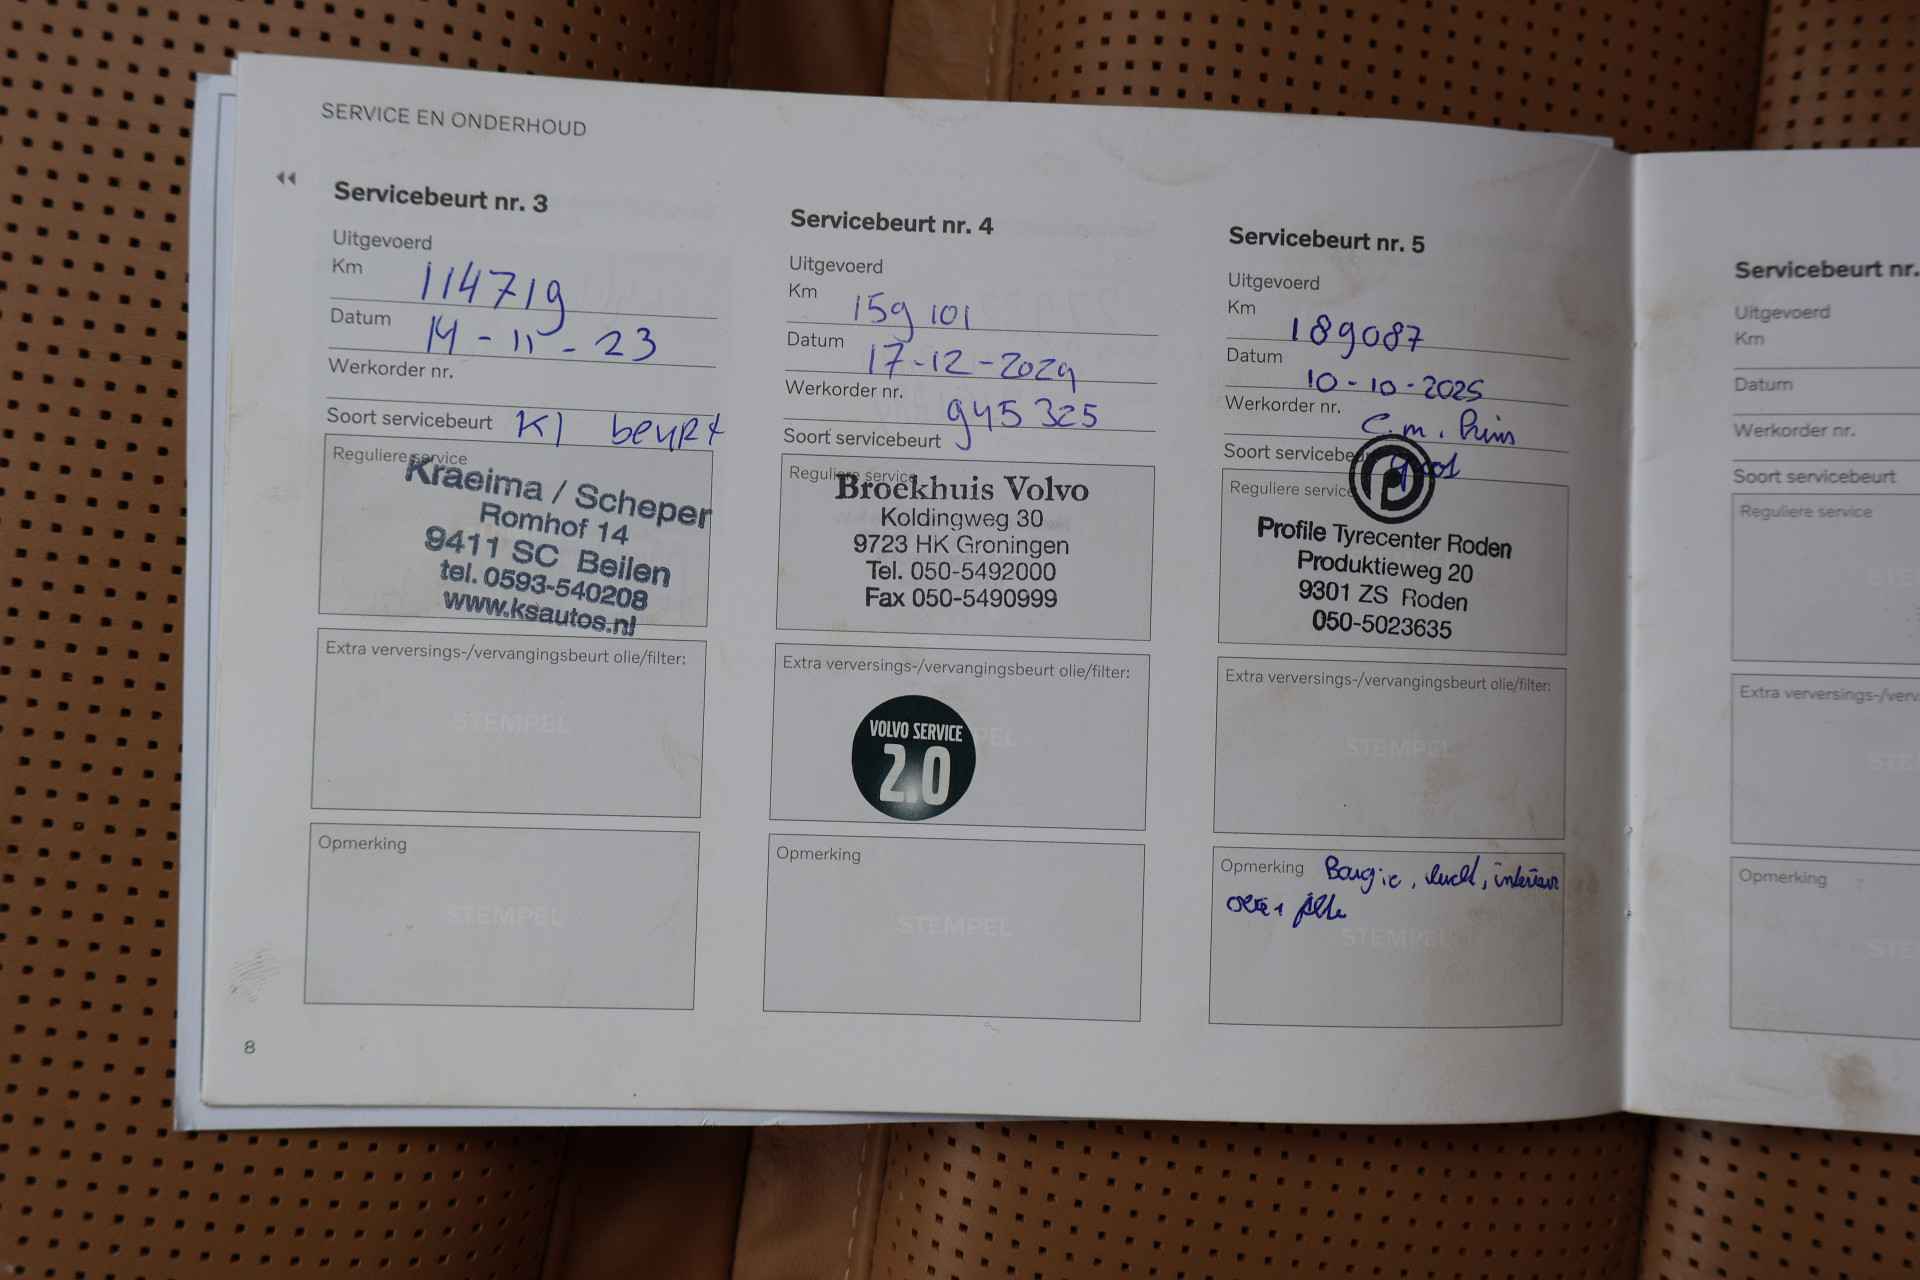 SERVICE EN ONDERHOUD
Servicebeurt nr. 3
Uitgevoerd
Km 114719
Datum 14-11-23
Werkorder nr.
Soort servicebeurt Kl beurt
Reguliere service
Kraeima / Scheper
Romhof 14
9411 SC Beilen
tel. 0593-540208
www.ksautos.nl
Extra verversings-/vervangingsbeurt olie/filter:
STEMPEL
Opmerking
STEMPEL
8
Servicebeurt nr. 4
Uitgevoerd
Km 159101
Datum 17-12-2024
Werkorder nr. 945325
Soort servicebeurt
Reguliere service
Broekhuis Volvo
Koldingweg 30
9723 HK Groningen
Tel. 050-5492000
Fax 050-5490999
Extra verversings-/vervangingsbeurt olie/filter:
VOLVO SERVICE
2.0
Opmerking
STEMPEL
Servicebeurt nr. 5
Uitgevoerd
Km 189087
Datum 10-10-2025
Werkorder nr. C.m. Prins
Reguliere service
Profile Tyrecenter Roden
Produktieweg 20
9301 ZS Roden
050-5023635
Extra verversings-/vervangingsbeurt olie/filter:
STEMPEL
Opmerking Bougie, lucht, interieur
STEMPEL
Servicebeurt nr.
Uitgevoerd
Km
Datum
Werkorder nr.
Soort servicebeurt
Reguliere service
Opmerking